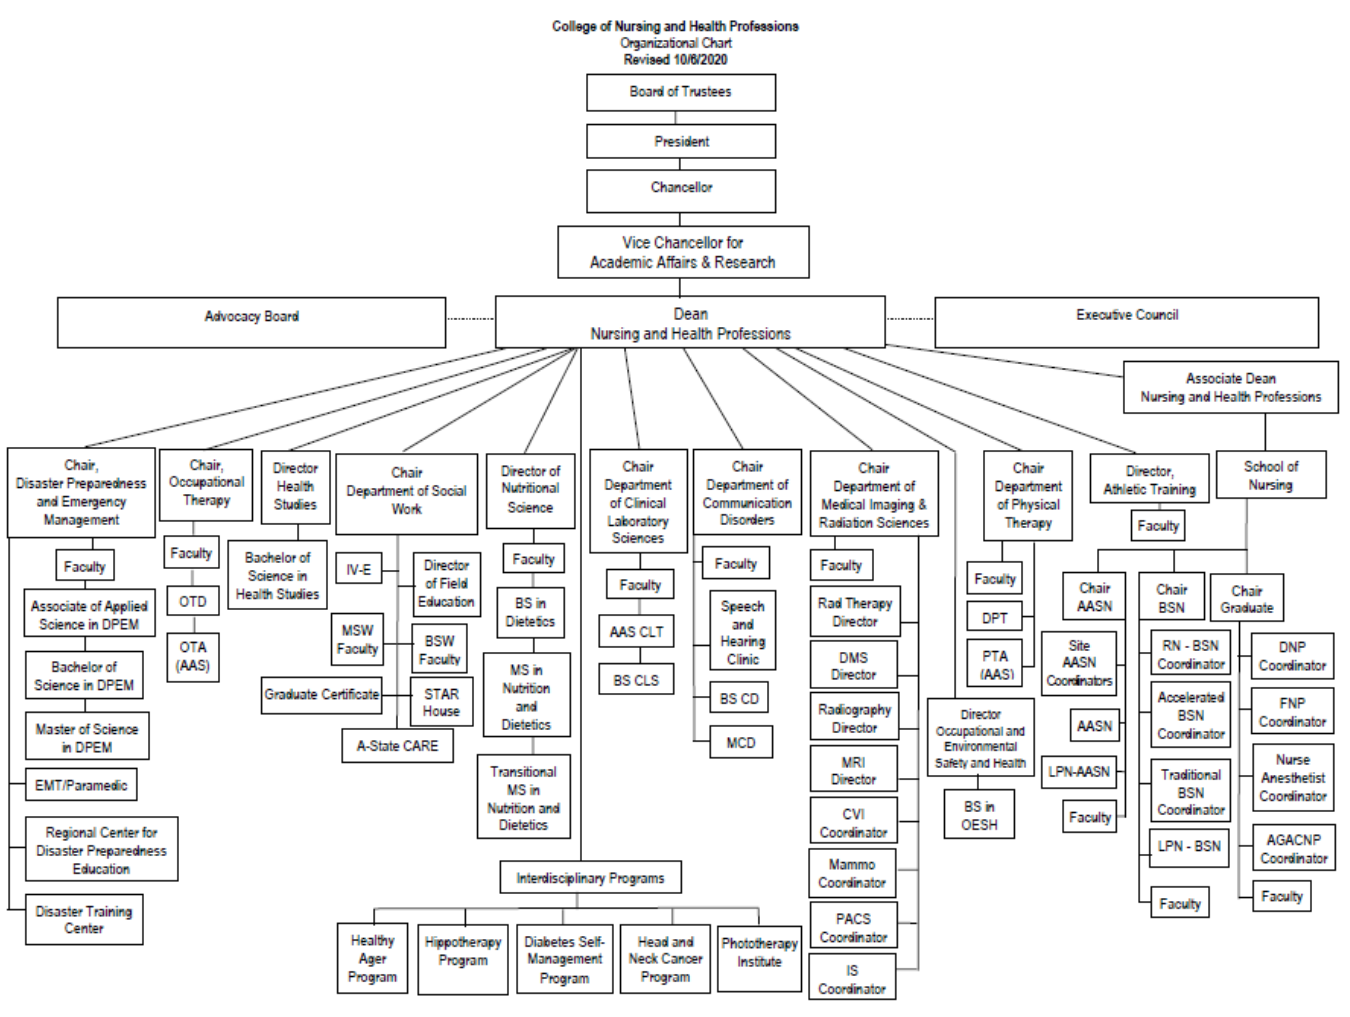 College of Nursing and Health Professions
Organizational Chart
Revised 10/6/2020
Board of Trustees
President
Chancellor
Vice Chancellor for
Academic Affairs & Research
Advocacy Board
Dean
Nursing and Health Professions
Executive Council
Associate Dean
Nursing and Health Professions
Chair,
Disaster Preparedness
and Emergency
Management
Faculty
Associate of Applied
Science in DPEM
Bachelor of
Science in DPEM
Master of Science
in DPEM
EMT/Paramedic
Regional Center for
Disaster Preparedness
Education
Disaster Training
Center
Chair,
Occupational
Therapy
Faculty
OTD
OTA
(AAS)
Director
Health
Studies
Bachelor of
Science in
Health Studies
Chair
Department of Social
Work
IV-E
Director
of Field
Education
MSW
Faculty
BSW
Faculty
Graduate Certificate
STAR
House
A-State CARE
Director of
Nutritional
Science
Faculty
BS in
Dietetics
MS in
Nutrition
and
Dietetics
Transitional
MS in
Nutrition and
Dietetics
Chair
Department
of Clinical
Laboratory
Sciences
Faculty
AAS CLT
BS CLS
Chair
Department of
Communication
Disorders
Faculty
Speech
and
Hearing
Clinic
BS CD
MCD
Chair
Department of
Medical Imaging &
Radiation Sciences
Faculty
Rad Therapy
Director
DMS
Director
Radiography
Director
MRI
Director
CVI
Coordinator
Mammo
Coordinator
PACS
Coordinator
IS
Coordinator
Director
Occupational and
Environmental
Safety and Health
BS in
OESH
Chair
Department
of Physical
Therapy
Faculty
DPT
PTA
(AAS)
Director,
Athletic Training
Faculty
School of
Nursing
Chair
AASN
Site
AASN
Coordinators
AASN
LPN-AASN
Faculty
Chair
BSN
RN - BSN
Coordinator
Accelerated
BSN
Coordinator
Traditional
BSN
Coordinator
LPN - BSN
Faculty
Chair
Graduate
DNP
Coordinator
FNP
Coordinator
Nurse
Anesthetist
Coordinator
AGACNP
Coordinator
Faculty
Interdisciplinary Programs
Healthy
Ager
Program
Hippotherapy
Program
Diabetes Self-
Management
Program
Head and
Neck Cancer
Program
Phototherapy
Institute